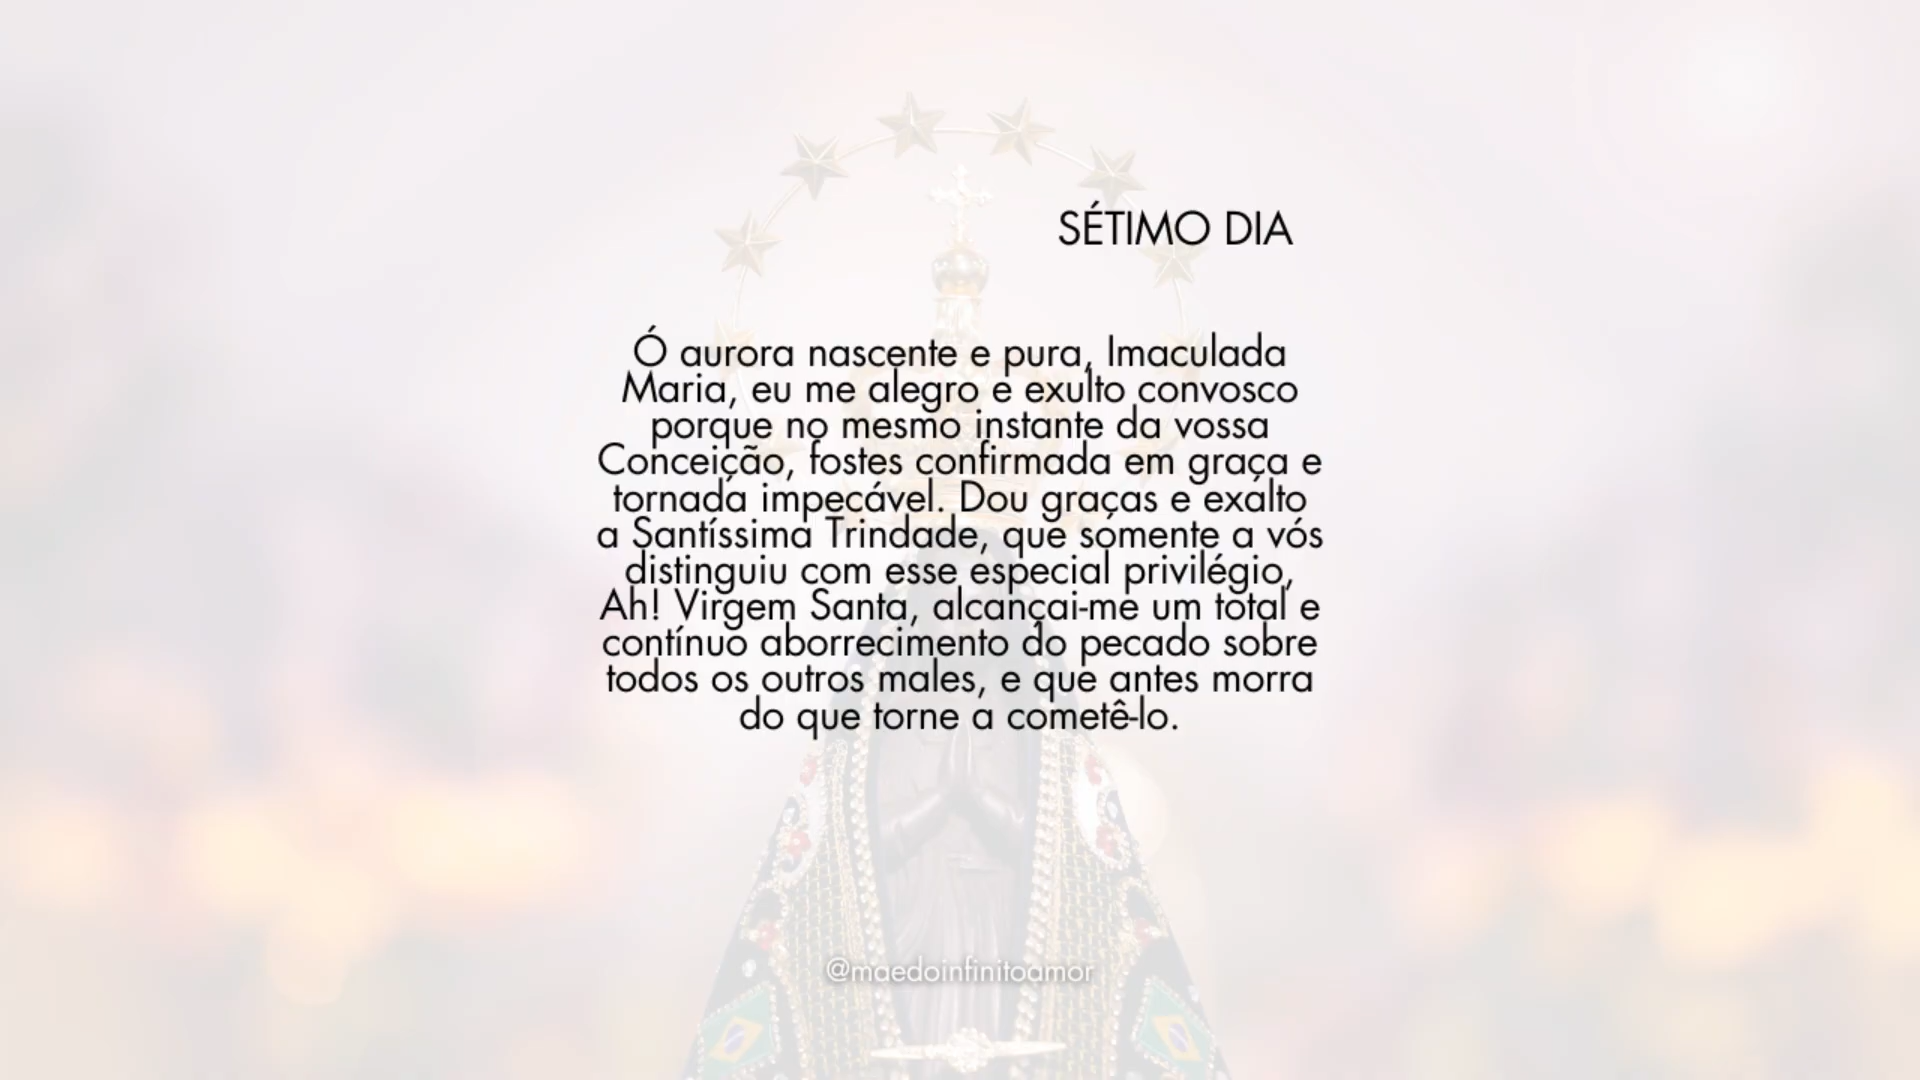 SÉTIMO DIA
Ó aurora nascente e pura, Imaculada
Maria, eu me alegro e exulto convosco
porque no mesmo instante da vossa
Conceição, fostes confirmada em graça e
tornada impecável. Dou graças e exalto
a Santíssima Trindade, que somente a vós
distinguiu com esse especial privilégio,
Ah! Virgem Santa, alcançai-me um total e
contínuo aborrecimento do pecado sobre
todos os outros males, e que antes morra
do que torne a cometê-lo.
@maedoinfinitoamor